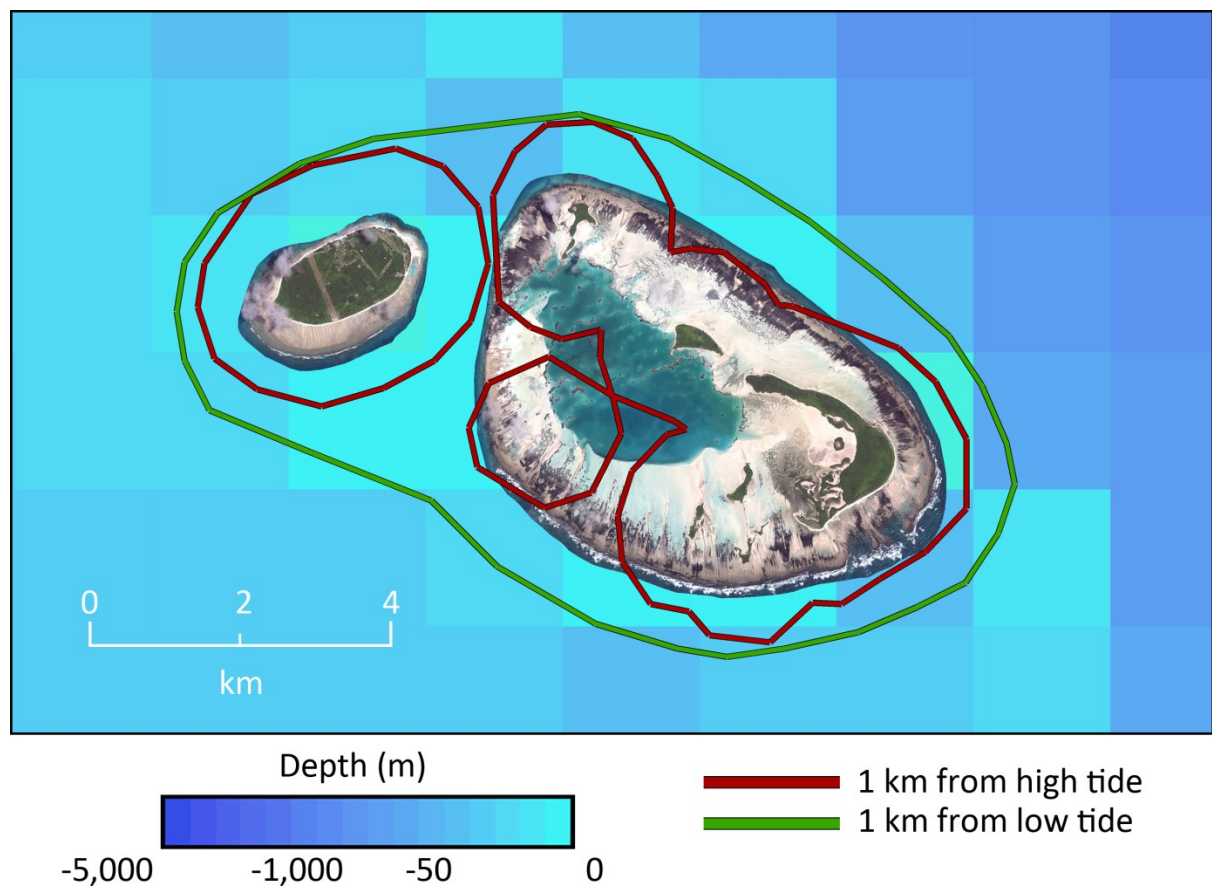 0 2 4
km
Depth (m)
-5,000 -1,000 -50 0
1 km from high tide
1 km from low tide